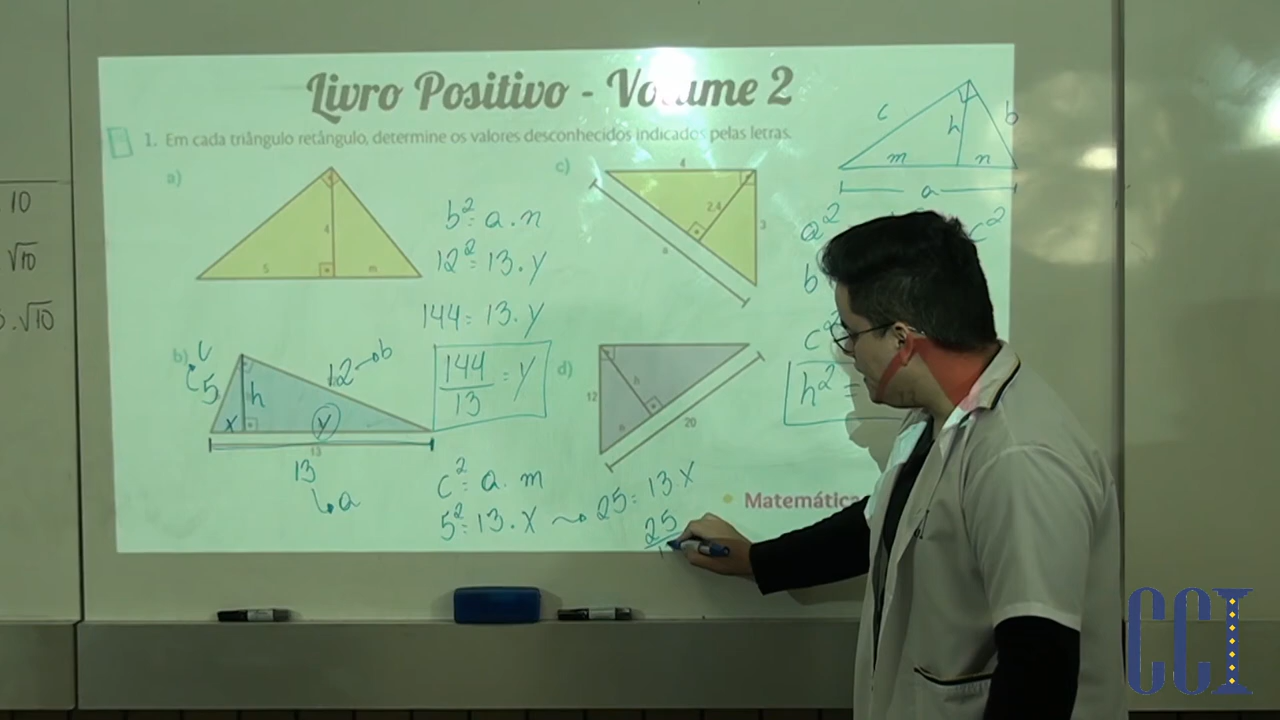 Livro Positivo - Volume 2
1. Em cada triângulo retângulo, determine os valores desconhecidos indicados pelas letras.
10
√10
.√10
a)
4
5
m
b² = a.n
12² = 13.y
144 = 13.y
144/13 = y
c)
4
2,4
3
a
c
h
b
m
n
a
a²
c²
b
c²
h² =
b)
c
5
x
h
y
12 → b
13
13
↳ a
c² = a.m
5² = 13.x ⤳ 25 = 13x
25
d)
12
h
n
20
Matemática
CCI